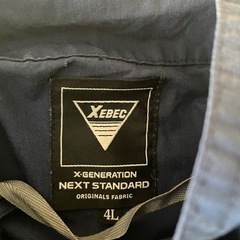 XEBEC
X-GENERATION
NEXT STANDARD
ORIGINALS FABRIC
4L